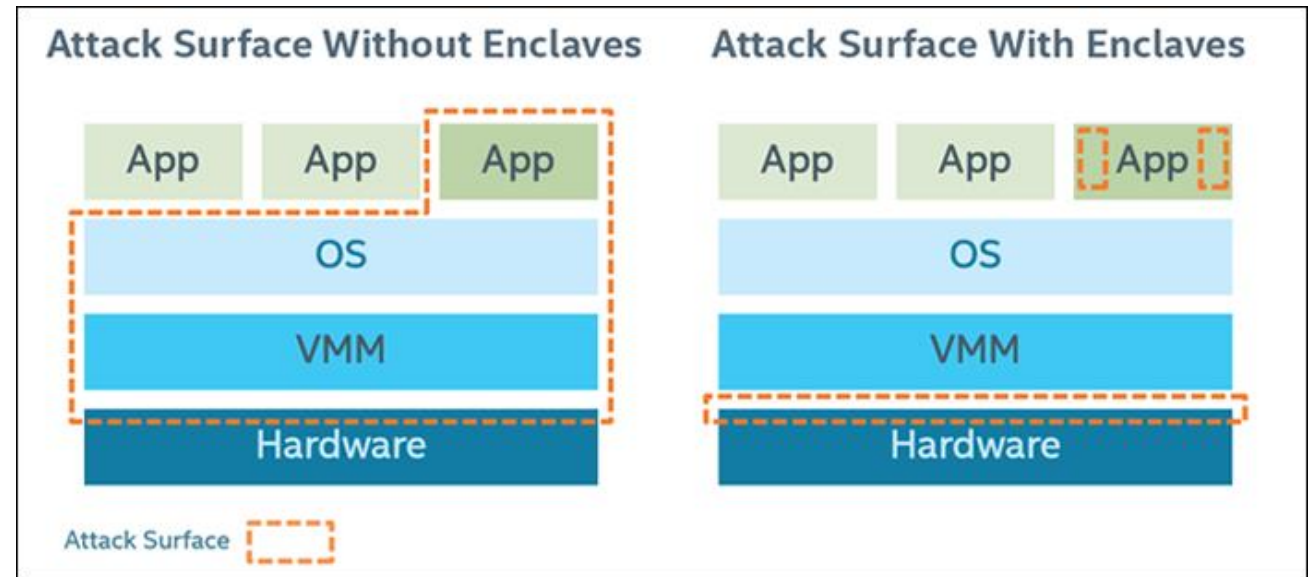 Attack Surface Without Enclaves
App App App
OS
VMM
Hardware
Attack Surface With Enclaves
App App App
OS
VMM
Hardware
Attack Surface